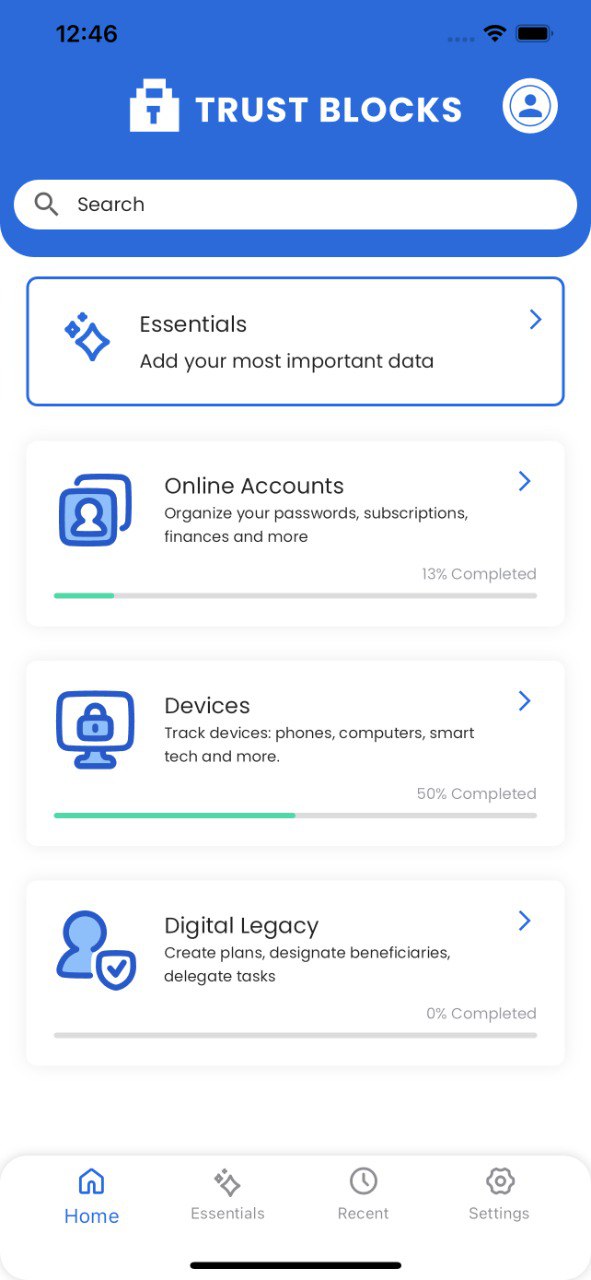 12:46
T TRUST BLOCKS
Search
Essentials
Add your most important data
Online Accounts
Organize your passwords, subscriptions,
finances and more
13% Completed
Devices
Track devices: phones, computers, smart
tech and more.
50% Completed
Digital Legacy
Create plans, designate beneficiaries,
delegate tasks
0% Completed
Home
Essentials
Recent
Settings